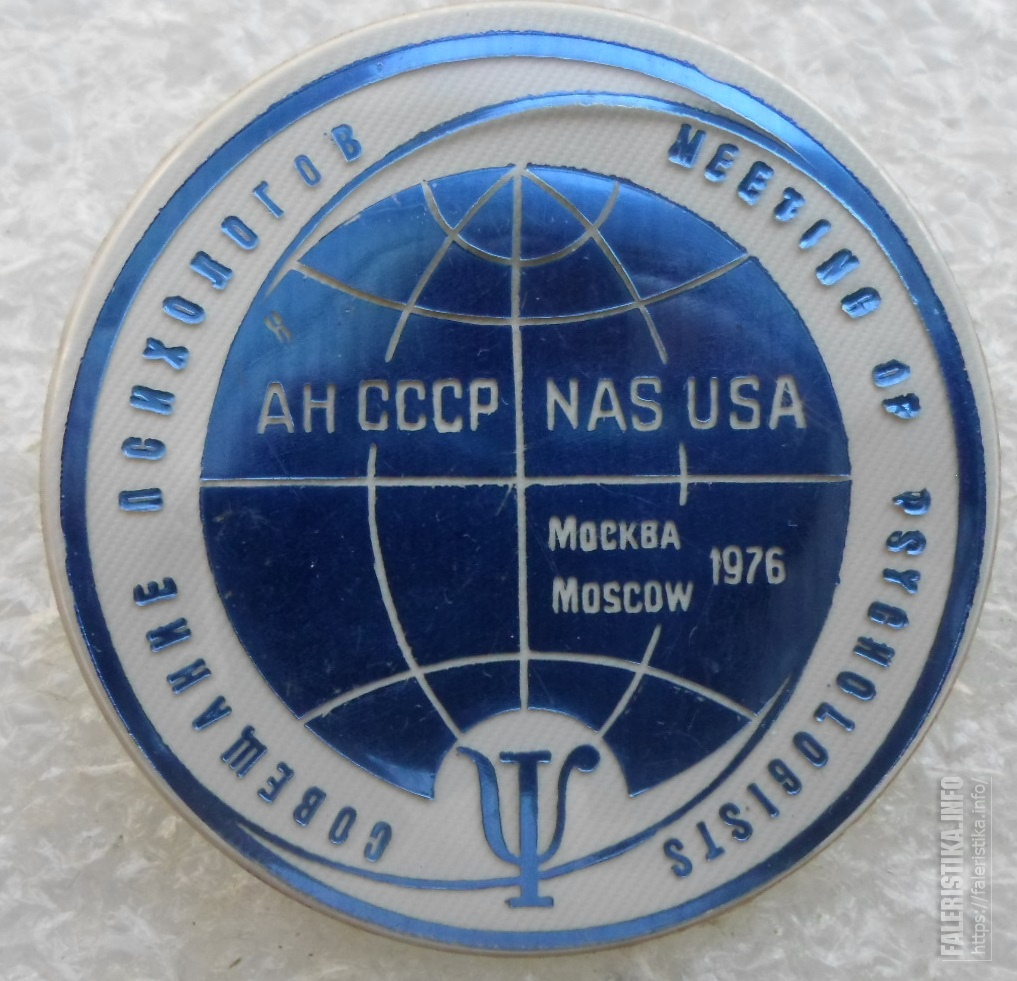 СОВЕЩАНИЕ ПСИХОЛОГОВ
MEETING OF PSYCHOLOGISTS
АН СССР NAS USA
МОСКВА
MOSCOW
1976
Ψ
FALERISTIKA.INFO
https://faleristika.info/